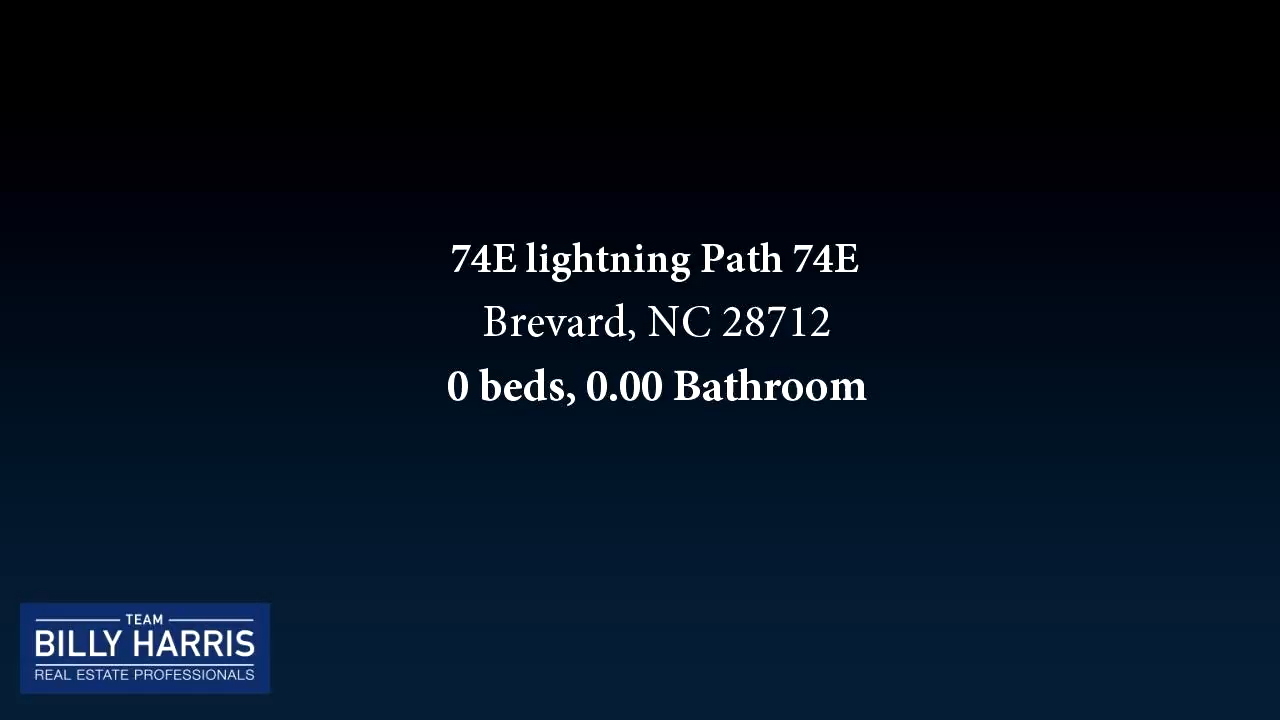 74E lightning Path 74E
Brevard, NC 28712
0 beds, 0.00 Bathroom
TEAM
BILLY HARRIS
REAL ESTATE PROFESSIONALS